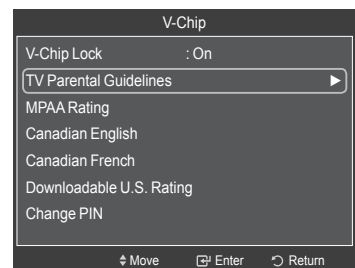 V-Chip
V-Chip Lock : On
TV Parental Guidelines
MPAA Rating
Canadian English
Canadian French
Downloadable U.S. Rating
Change PIN
Move Enter Return